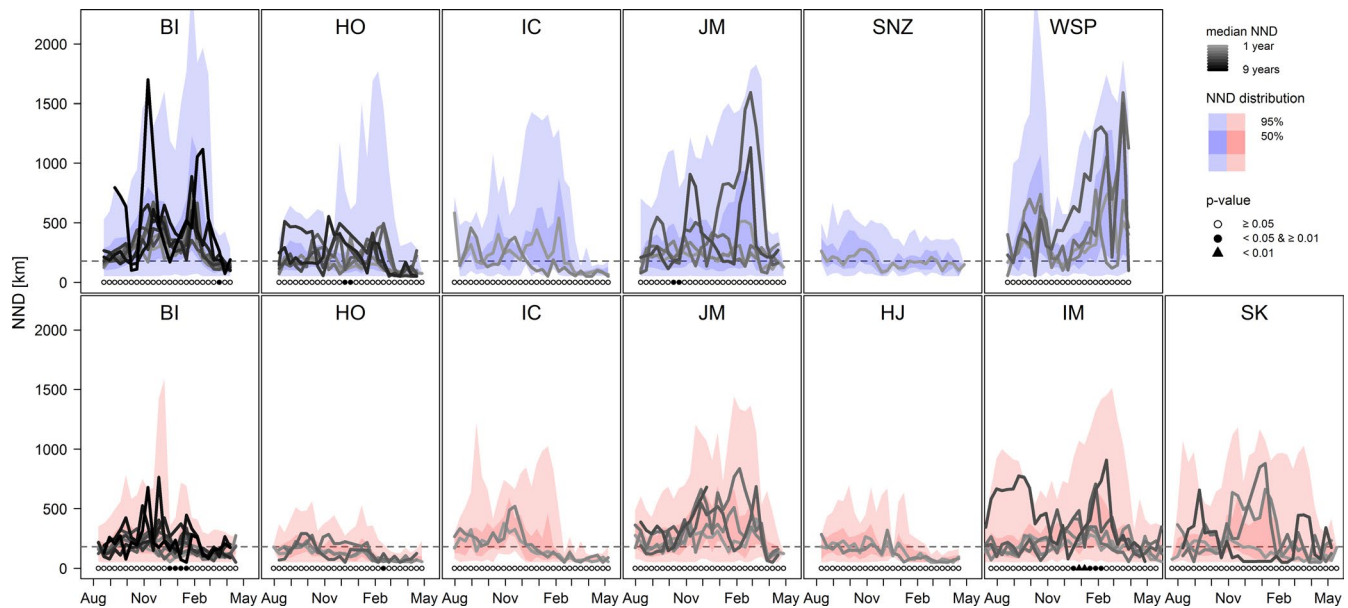 BI HO IC JM SNZ WSP
2000
1500
1000
500
0
median NND
1 year
9 years
NND distribution
95%
50%
p-value
≥ 0.05
< 0.05 & ≥ 0.01
< 0.01
NND [km]
BI HO IC JM HJ IM SK
2000
1500
1000
500
0
Aug Nov Feb May Aug Nov Feb May Aug Nov Feb May Aug Nov Feb May Aug Nov Feb May Aug Nov Feb May Aug Nov Feb May